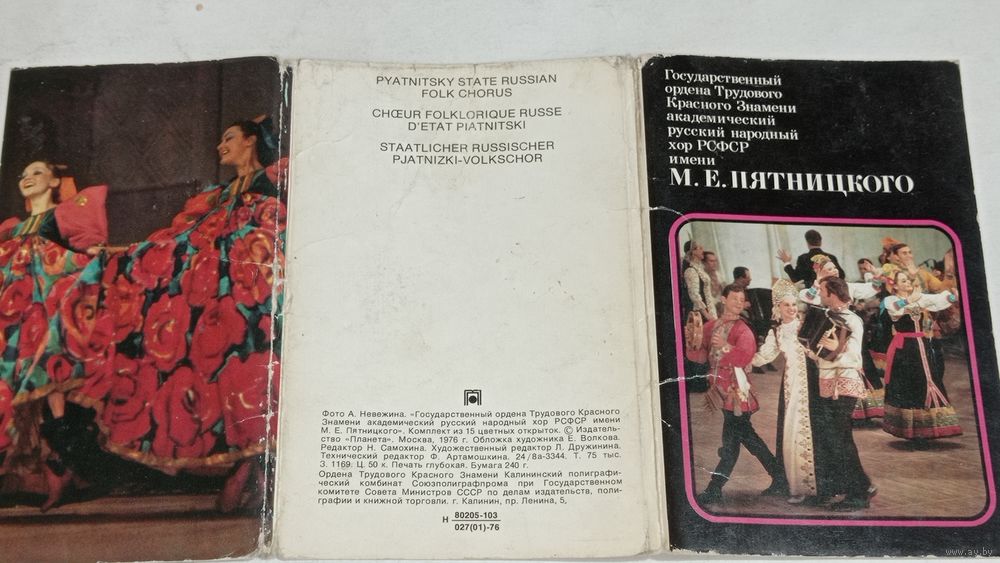 PYATNITSKY STATE RUSSIAN
FOLK CHORUS
CHŒUR FOLKLORIQUE RUSSE
D'ETAT PIATNITSKI
STAATLICHER RUSSISCHER
PJATNIZKI-VOLKSCHOR
Фото А. Невежина. «Государственный ордена Трудового Красного
Знамени академический русский народный хор РСФСР имени
М. Е. Пятницкого». Комплект из 15 цветных открыток. © Издатель-
ство «Планета». Москва, 1976 г. Обложка художника Е. Волкова.
Редактор Н. Самохина. Художественный редактор Л. Дружинина.
Технический редактор Ф. Артамошкина. 24/8а-3344. Т. 75 тыс.
З. 1169. Ц. 50 к. Печать глубокая. Бумага 240 г.
Ордена Трудового Красного Знамени Калининский полиграфи-
ческий комбинат Союзполиграфпрома при Государственном
комитете Совета Министров СССР по делам издательств, поли-
графии и книжной торговли. г. Калинин, пр. Ленина, 5,
Н 80205-103
027(01)-76
Государственный
ордена Трудового
Красного Знамени
академический
русский народный
хор РСФСР
имени
М. Е. ПЯТНИЦКОГО
www.ay.by